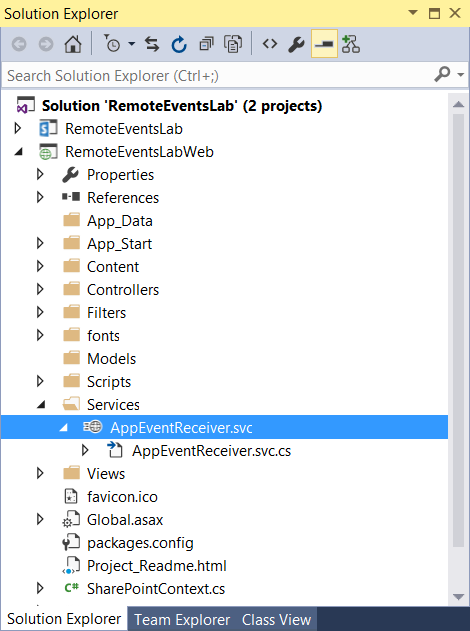 Solution Explorer
Search Solution Explorer (Ctrl+;)
Solution 'RemoteEventsLab' (2 projects)
RemoteEventsLab
RemoteEventsLabWeb
Properties
References
App_Data
App_Start
Content
Controllers
Filters
fonts
Models
Scripts
Services
AppEventReceiver.svc
AppEventReceiver.svc.cs
Views
favicon.ico
Global.asax
packages.config
Project_Readme.html
C# SharePointContext.cs
Solution Explorer Team Explorer Class View